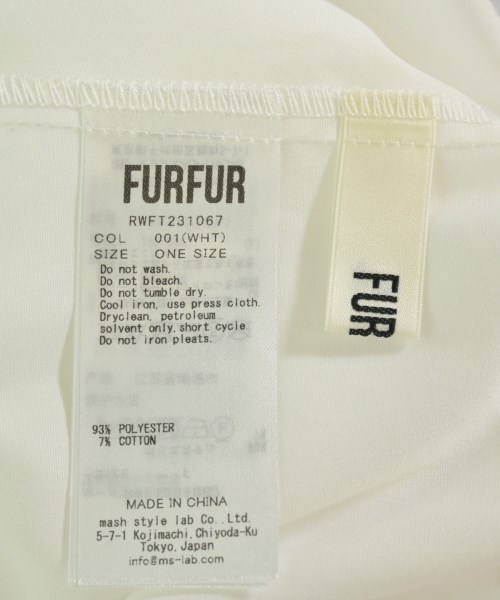 FURFUR
RWFT231067
COL 001(WHT)
SIZE ONE SIZE
Do not wash.
Do not bleach.
Do not tumble dry.
Cool iron, use press cloth.
Dryclean, petroleum
solvent only, short cycle.
Do not iron pleats.
93% POLYESTER
7% COTTON
MADE IN CHINA
mash style lab Co., Ltd.
5-7-1 Kojimachi, Chiyoda-Ku
Tokyo, Japan
info@ms-lab.com
FUR